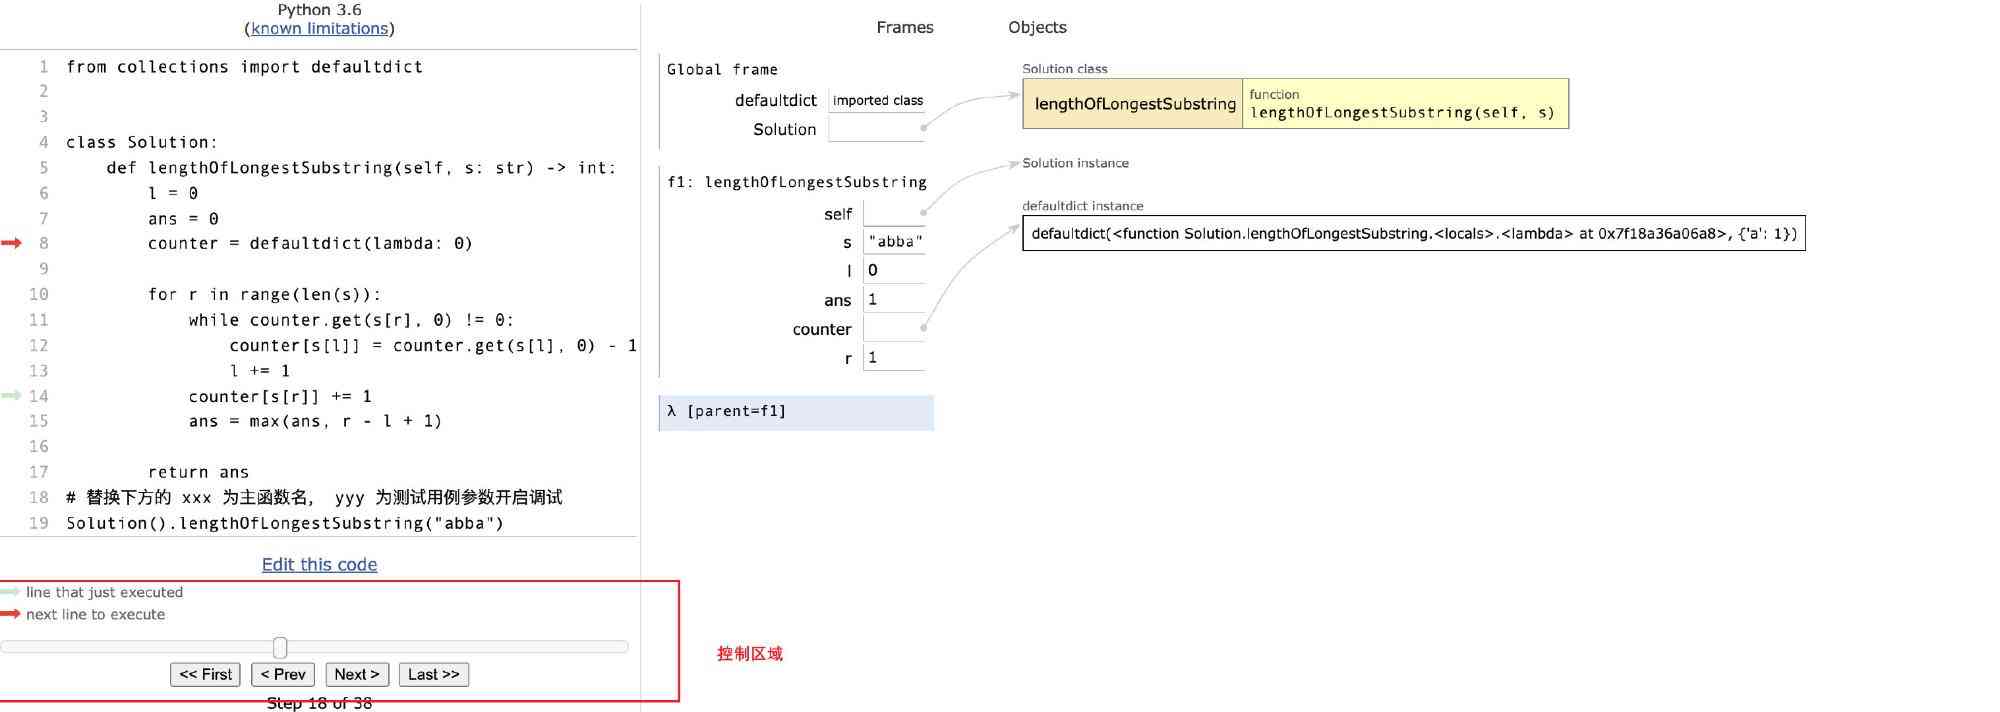 Python 3.6
(known limitations)
1 from collections import defaultdict
2
3
4 class Solution:
5 def lengthOfLongestSubstring(self, s: str) -> int:
6 l = 0
7 ans = 0
8 counter = defaultdict(lambda: 0)
9
10 for r in range(len(s)):
11 while counter.get(s[r], 0) != 0:
12 counter[s[l]] = counter.get(s[l], 0) - 1
13 l += 1
14 counter[s[r]] += 1
15 ans = max(ans, r - l + 1)
16
17 return ans
18 # 替换下方的 xxx 为主函数名， yyy 为测试用例参数开启调试
19 Solution().lengthOfLongestSubstring("abba")
Edit this code
line that just executed
next line to execute
<< First < Prev Next > Last >>
Step 18 of 38
控制区域
Frames Objects
Global frame
defaultdict imported class
Solution
f1: lengthOfLongestSubstring
self
s "abba"
l 0
ans 1
counter
r 1
λ [parent=f1]
Solution class
lengthOfLongestSubstring
function
lengthOfLongestSubstring(self, s)
Solution instance
defaultdict instance
defaultdict(<function Solution.lengthOfLongestSubstring.<locals>.<lambda> at 0x7f18a36a06a8>, {'a': 1})